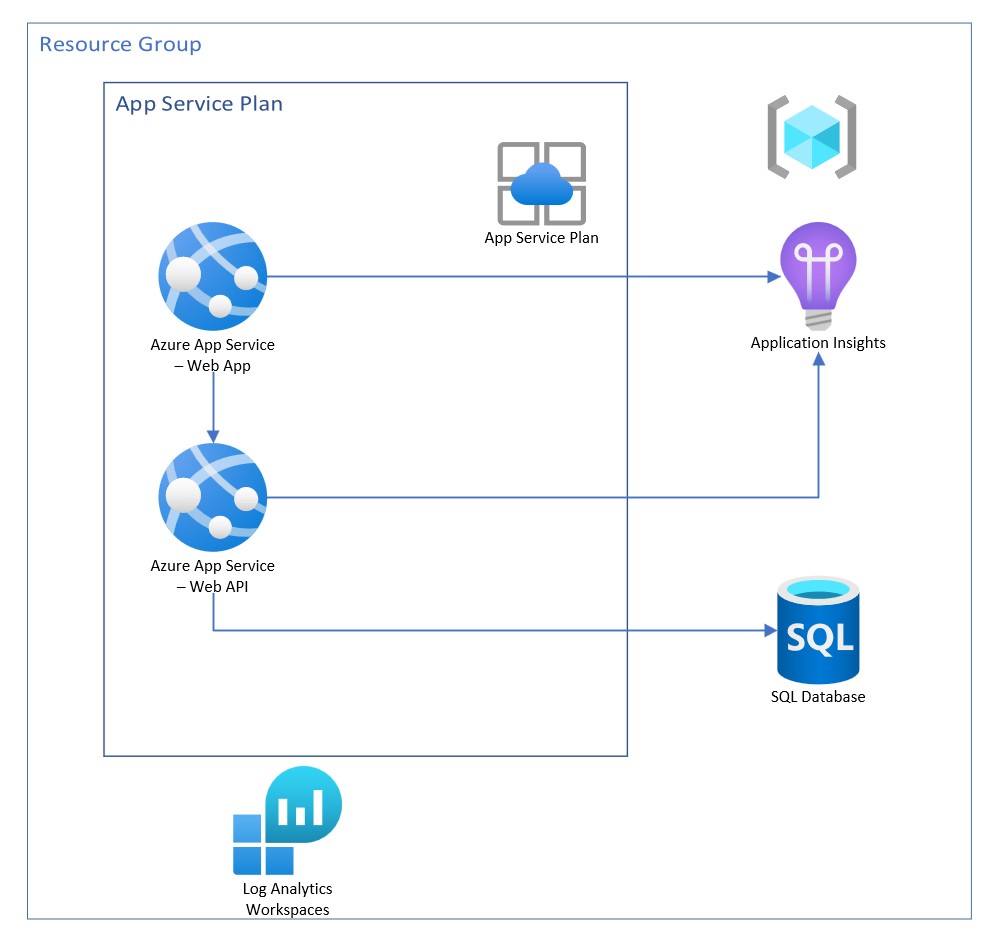 Resource Group
App Service Plan
App Service Plan
Azure App Service
– Web App
Application Insights
Azure App Service
– Web API
SQL
SQL Database
Log Analytics
Workspaces